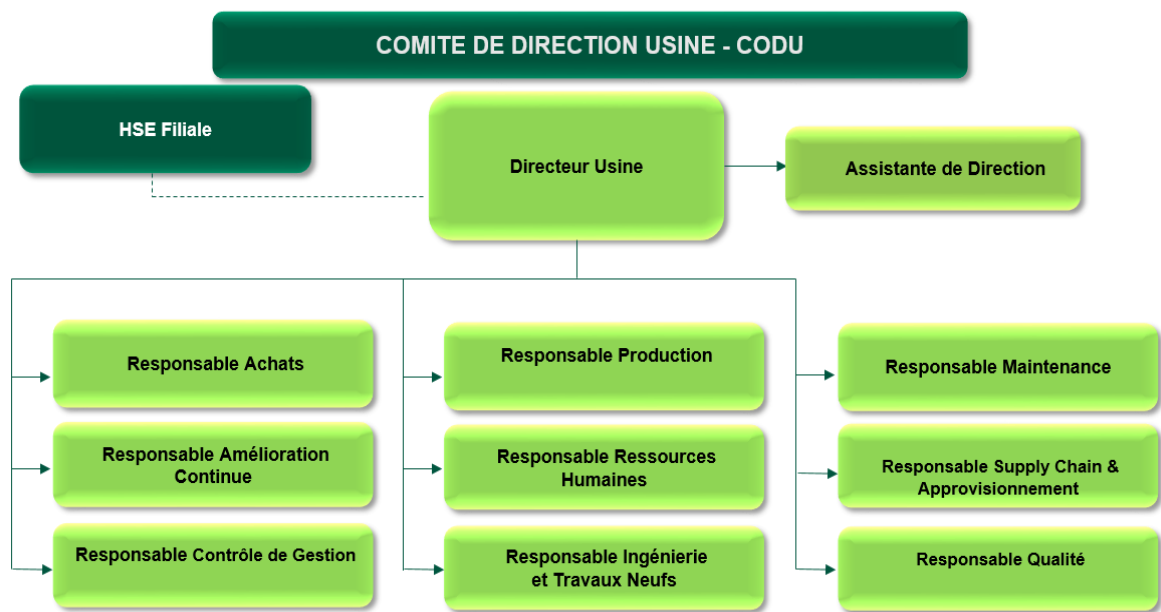 COMITE DE DIRECTION USINE - CODU
HSE Filiale
Directeur Usine
Assistante de Direction
Responsable Achats
Responsable Production
Responsable Maintenance
Responsable Amélioration
Continue
Responsable Ressources
Humaines
Responsable Supply Chain &
Approvisionnement
Responsable Contrôle de Gestion
Responsable Ingénierie
et Travaux Neufs
Responsable Qualité